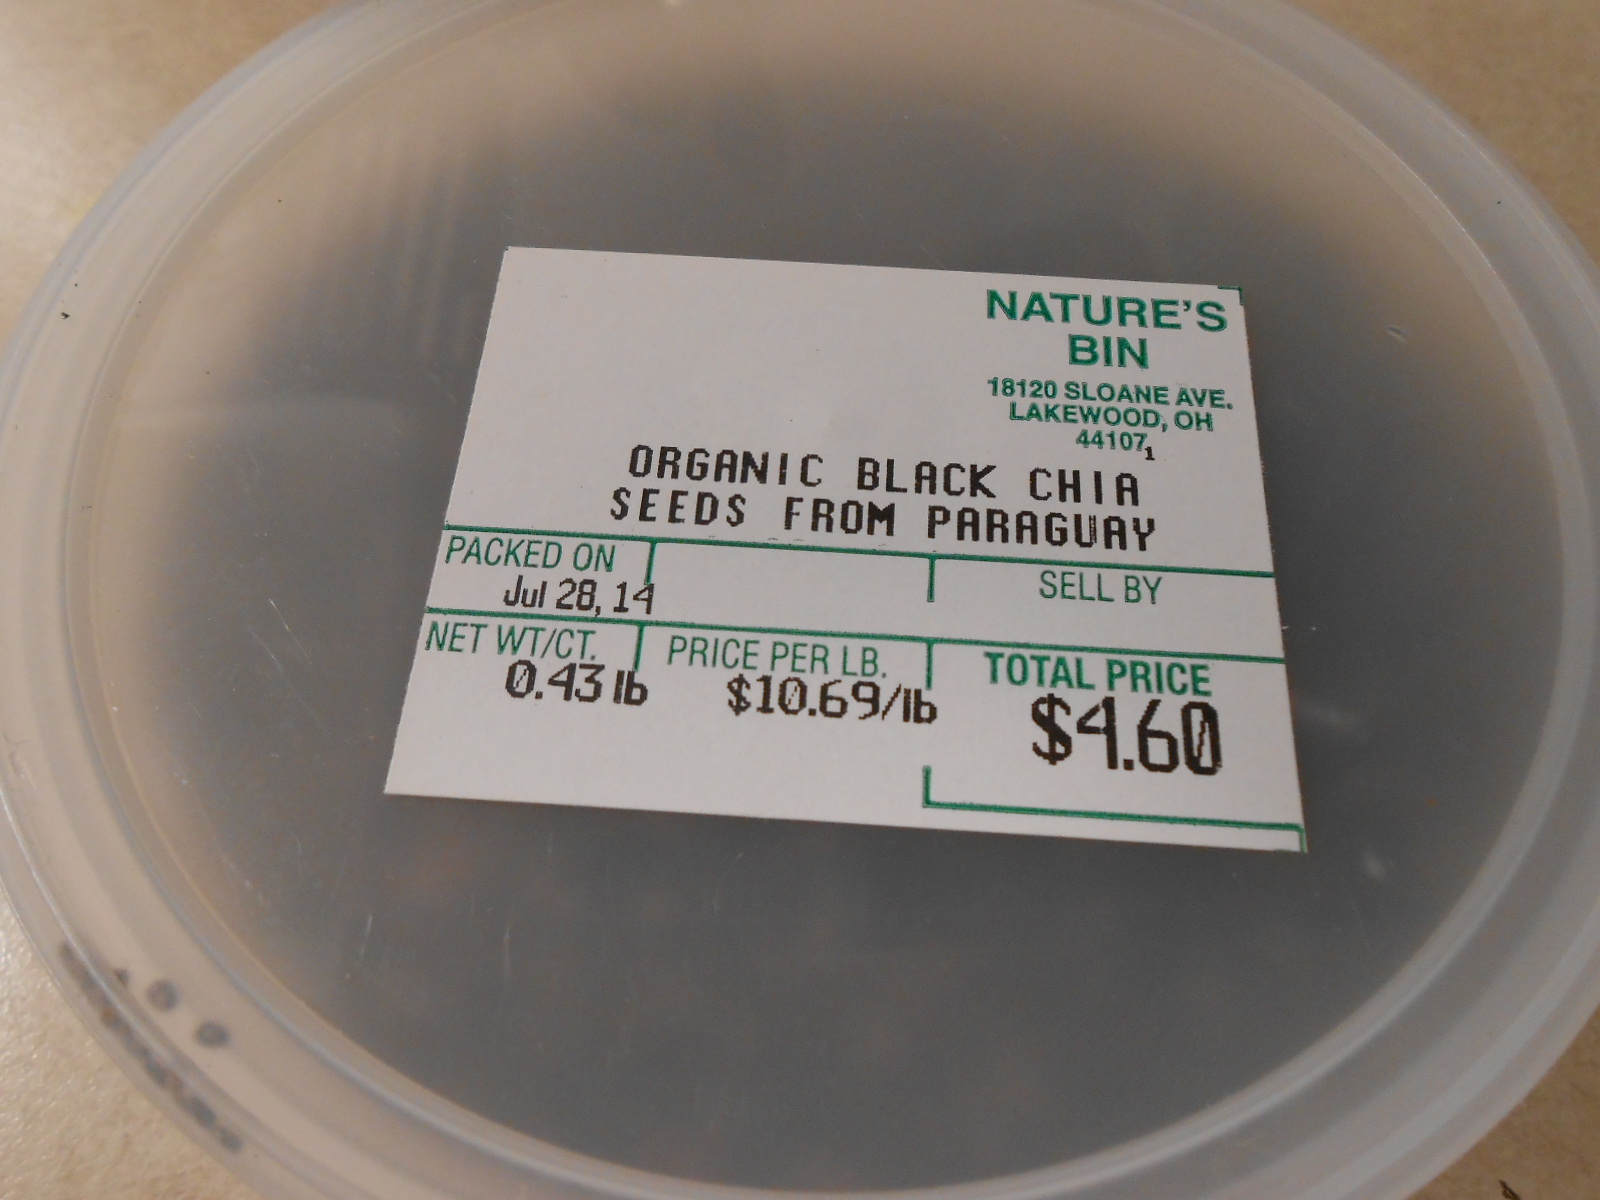 NATURE'S
BIN
18120 SLOANE AVE.
LAKEWOOD, OH
44107
1
ORGANIC BLACK CHIA
SEEDS FROM PARAGUAY
PACKED ON
Jul 28, 14
SELL BY
NET WT/CT.
0.43 lb
PRICE PER LB.
$10.69/lb
TOTAL PRICE
$4.60